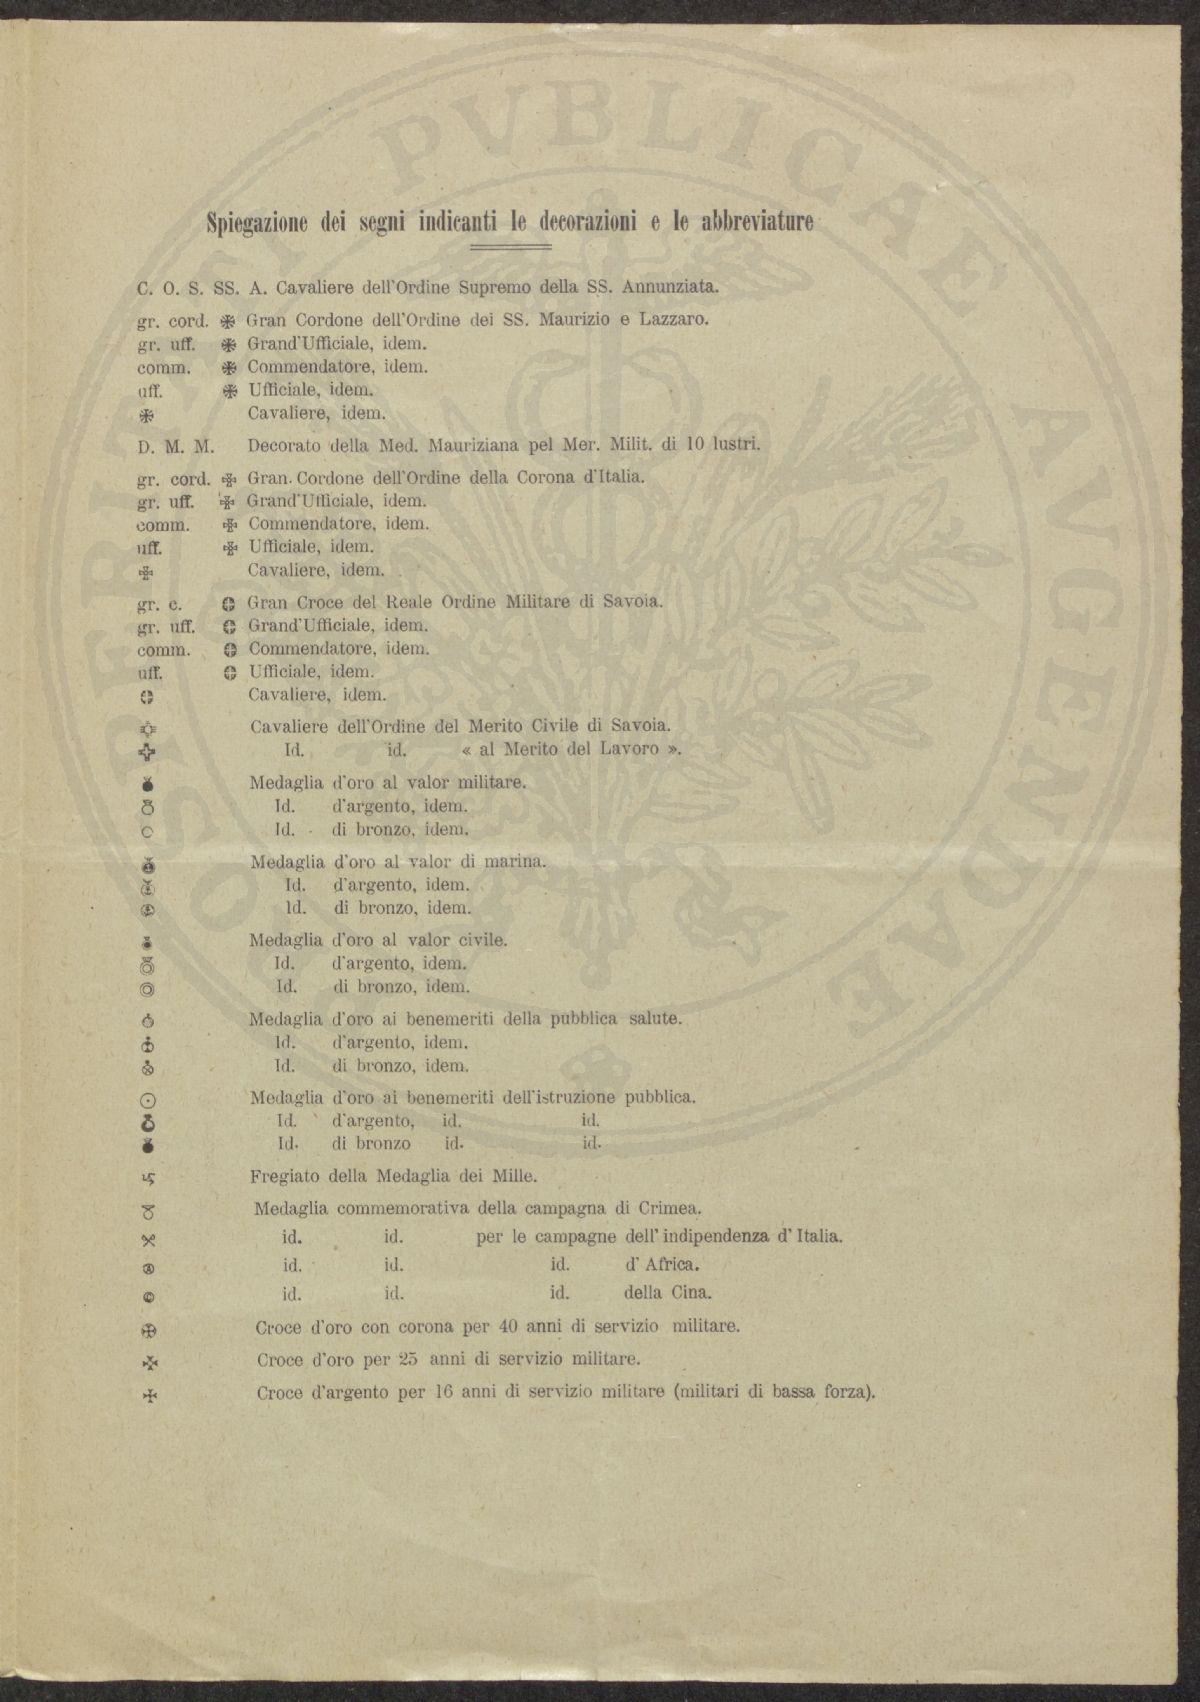 PROSPERITATI PVBLICAE AVGENDAE
Spiegazione dei segni indicanti le decorazioni e le abbreviature
C. O. S. SS. A. Cavaliere dell'Ordine Supremo della SS. Annunziata.
gr. cord. Gran Cordone dell'Ordine dei SS. Maurizio e Lazzaro.
gr. uff. Grand'Ufficiale, idem.
comm. Commendatore, idem.
uff. Ufficiale, idem.
Cavaliere, idem.
D. M. M. Decorato della Med. Mauriziana pel Mer. Milit. di 10 lustri.
gr. cord. Gran Cordone dell'Ordine della Corona d'Italia.
gr. uff. Grand'Ufficiale, idem.
comm. Commendatore, idem.
uff. Ufficiale, idem.
Cavaliere, idem.
gr. c. Gran Croce del Reale Ordine Militare di Savoia.
gr. uff. Grand'Ufficiale, idem.
comm. Commendatore, idem.
uff. Ufficiale, idem.
Cavaliere, idem.
Cavaliere dell'Ordine del Merito Civile di Savoia.
Id. id. « al Merito del Lavoro ».
Medaglia d'oro al valor militare.
Id. d'argento, idem.
Id. di bronzo, idem.
Medaglia d'oro al valor di marina.
Id. d'argento, idem.
Id. di bronzo, idem.
Medaglia d'oro al valor civile.
Id. d'argento, idem.
Id. di bronzo, idem.
Medaglia d'oro ai benemeriti della pubblica salute.
Id. d'argento, idem.
Id. di bronzo, idem.
Medaglia d'oro ai benemeriti dell'istruzione pubblica.
Id. d'argento, id. id.
Id. di bronzo id. id.
Fregiato della Medaglia dei Mille.
Medaglia commemorativa della campagna di Crimea.
id. id. per le campagne dell'indipendenza d'Italia.
id. id. id. d'Africa.
id. id. id. della Cina.
Croce d'oro con corona per 40 anni di servizio militare.
Croce d'oro per 25 anni di servizio militare.
Croce d'argento per 16 anni di servizio militare (militari di bassa forza).